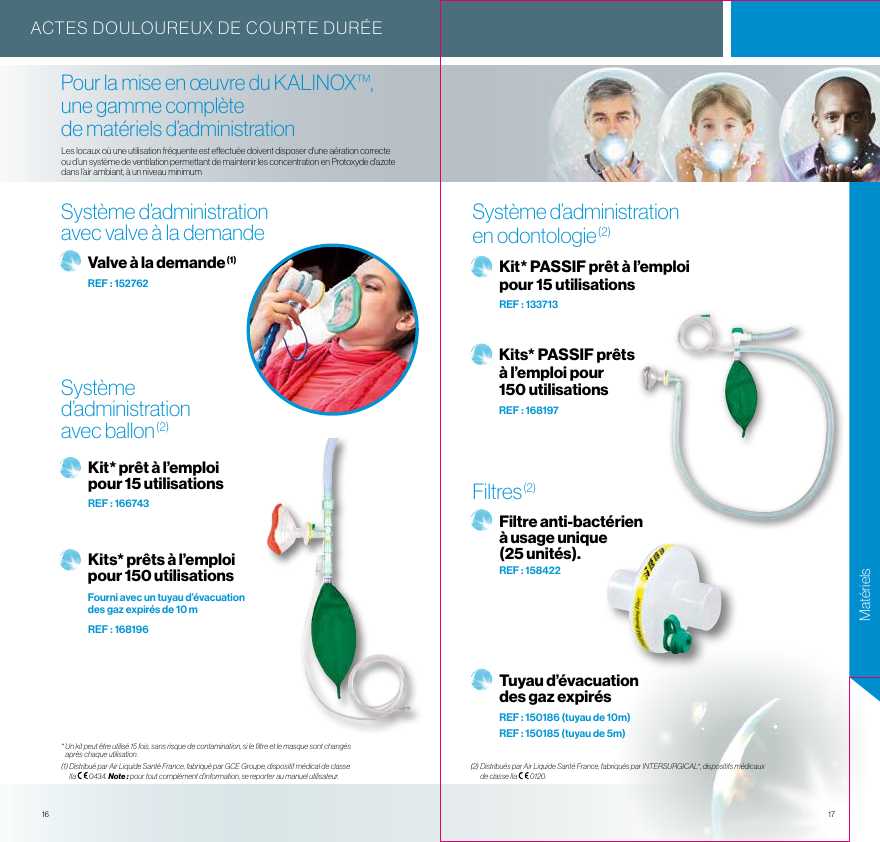 ACTES DOULOUREUX DE COURTE DURÉE
Pour la mise en œuvre du KALINOX™,
une gamme complète
de matériels d'administration
Les locaux où une utilisation fréquente est effectuée doivent disposer d'une aération correcte
ou d'un système de ventilation permettant de maintenir les concentration en Protoxyde d'azote
dans l'air ambiant, à un niveau minimum
Système d'administration
avec valve à la demande
Valve à la demande (1)
REF : 152762
Système
d'administration
avec ballon (2)
Kit* prêt à l'emploi
pour 15 utilisations
REF : 166743
Kits* prêts à l'emploi
pour 150 utilisations
Fourni avec un tuyau d'évacuation
des gaz expirés de 10 m
REF : 168196
* Un kit peut être utilisé 15 fois, sans risque de contamination, si le filtre et le masque sont changés
après chaque utilisation.
(1) Distribué par Air Liquide Santé France, fabriqué par GCE Groupe, dispositif médical de classe
IIa CE 0434. Note : pour tout complément d'information, se reporter au manuel utilisateur.
16
Système d'administration
en odontologie (2)
Kit* PASSIF prêt à l'emploi
pour 15 utilisations
REF : 133713
Kits* PASSIF prêts
à l'emploi pour
150 utilisations
REF : 168197
Filtres (2)
Filtre anti-bactérien
à usage unique
(25 unités).
REF : 158422
Tuyau d'évacuation
des gaz expirés
REF : 150186 (tuyau de 10m)
REF : 150185 (tuyau de 5m)
(2) Distribués par Air Liquide Santé France, fabriqués par INTERSURGICAL®, dispositifs médicaux
de classe IIa CE 0120.
17
Matériels